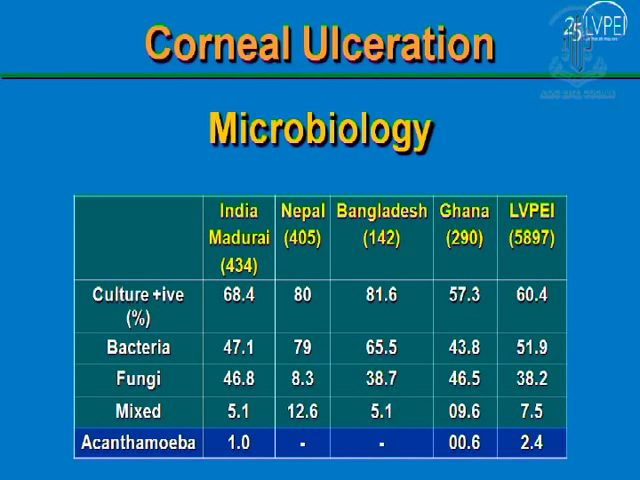 25 LVPEI
Corneal Ulceration
Microbiology
India Madurai (434) Nepal (405) Bangladesh (142) Ghana (290) LVPEI (5897)
Culture +ive (%) 68.4 80 81.6 57.3 60.4
Bacteria 47.1 79 65.5 43.8 51.9
Fungi 46.8 8.3 38.7 46.5 38.2
Mixed 5.1 12.6 5.1 09.6 7.5
Acanthamoeba 1.0 - - 00.6 2.4